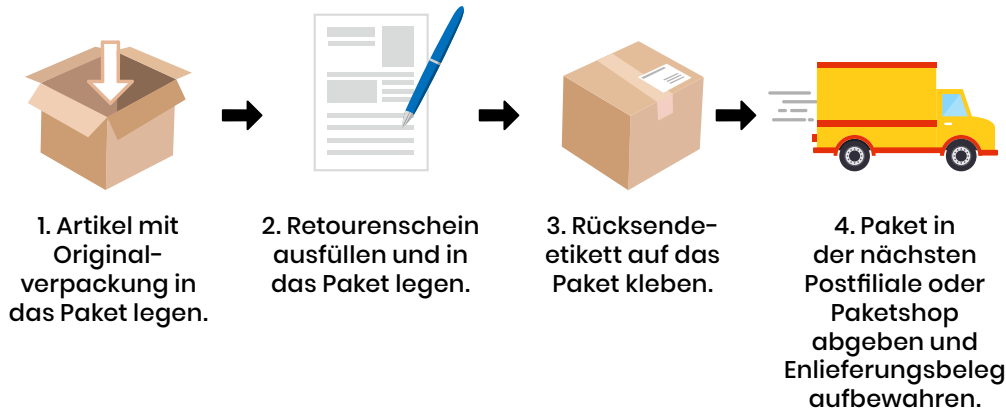 1. Artikel mit
Original-
verpackung in
das Paket legen.
2. Retourenschein
ausfüllen und in
das Paket legen.
3. Rücksende-
etikett auf das
Paket kleben.
4. Paket in
der nächsten
Postfiliale oder
Paketshop
abgeben und
Enlieferungsbeleg
aufbewahren.